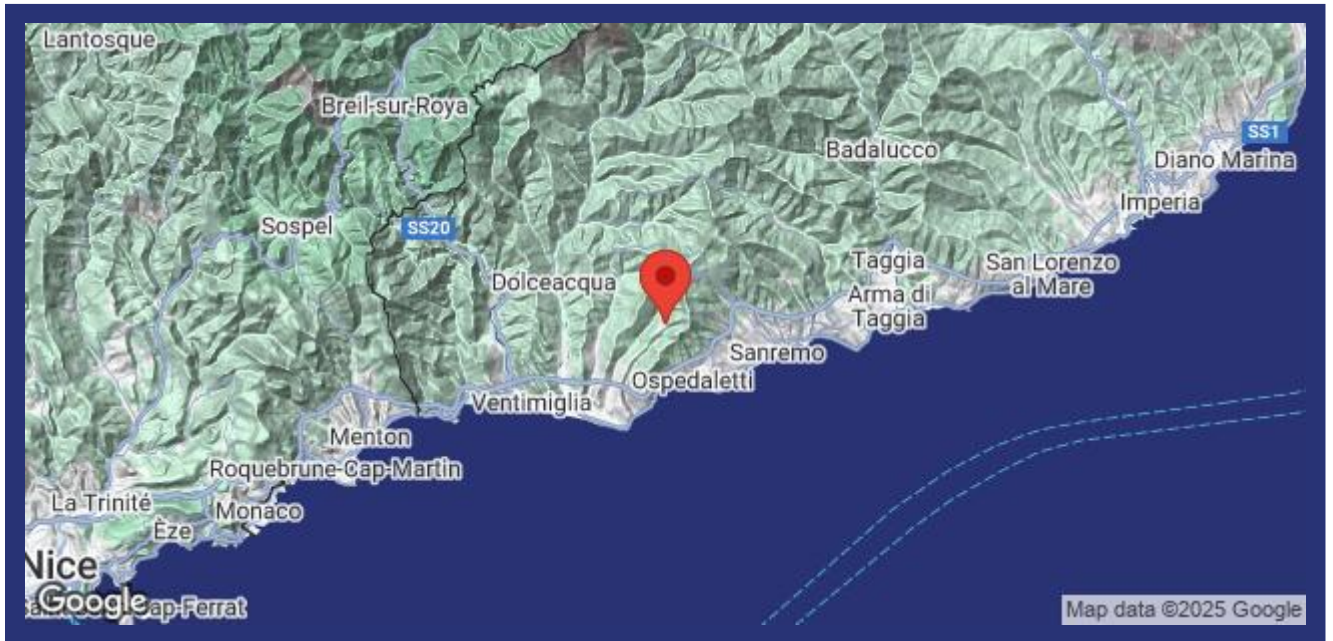 Lantosque
Breil-sur-Roya
SS1
Badalucco
Diano Marina
Imperia
Sospel
SS20
Taggia
San Lorenzo
al Mare
Dolceacqua
Arma di
Taggia
Sanremo
Ospedaletti
Ventimiglia
Menton
Roquebrune-Cap-Martin
La Trinité
Monaco
Èze
Nice
Google
ap-Ferrat
Map data ©2025 Google